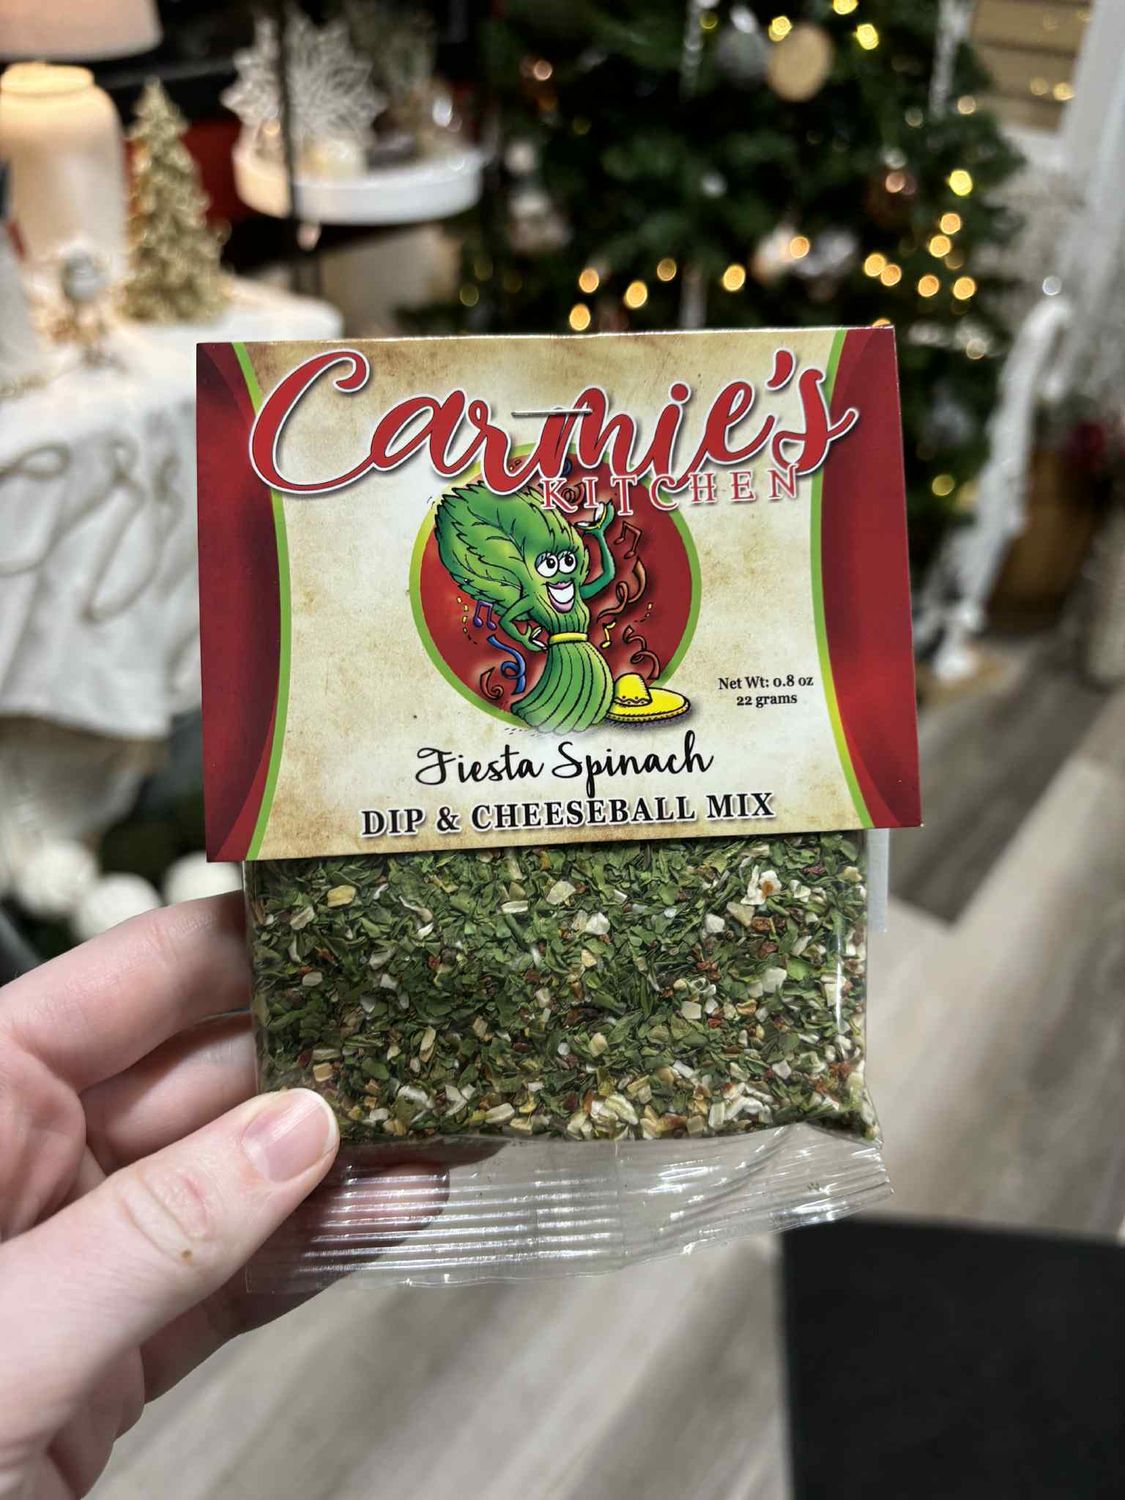 Carmie's
KITCHEN
Net Wt: 0.8 oz
22 grams
Fiesta Spinach
DIP & CHEESEBALL MIX